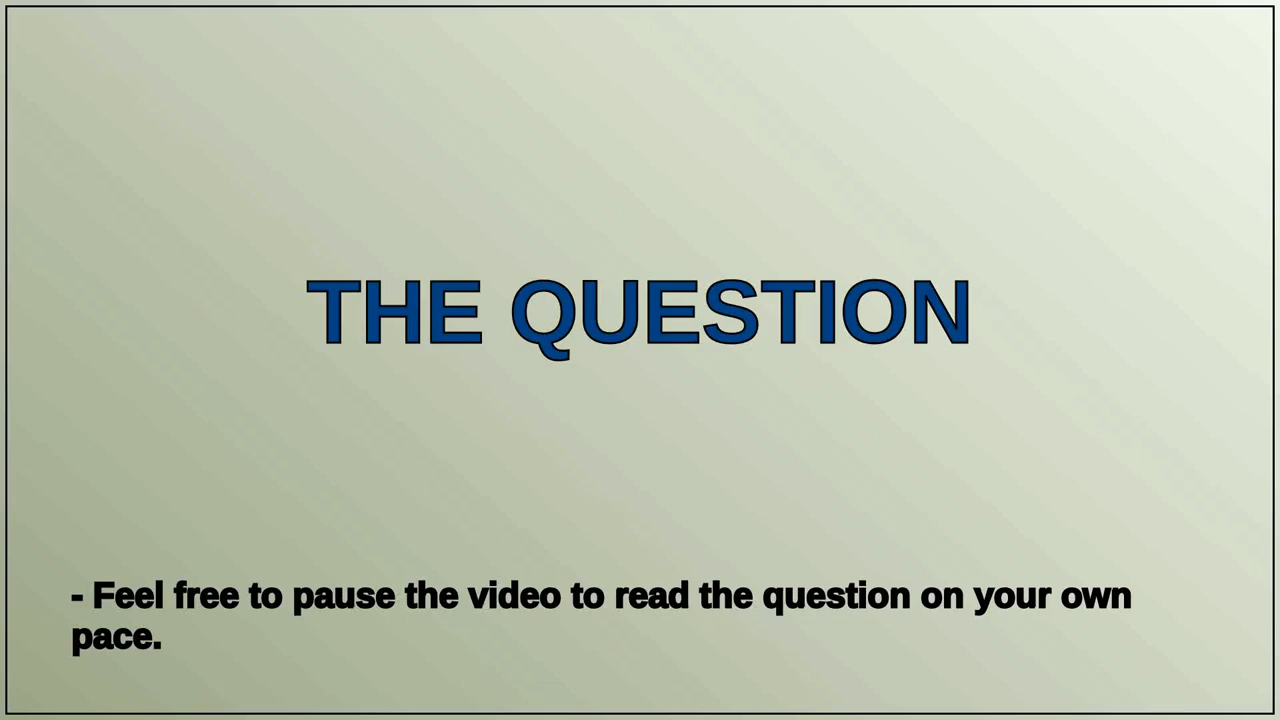 THE QUESTION
- Feel free to pause the video to read the question on your own
pace.